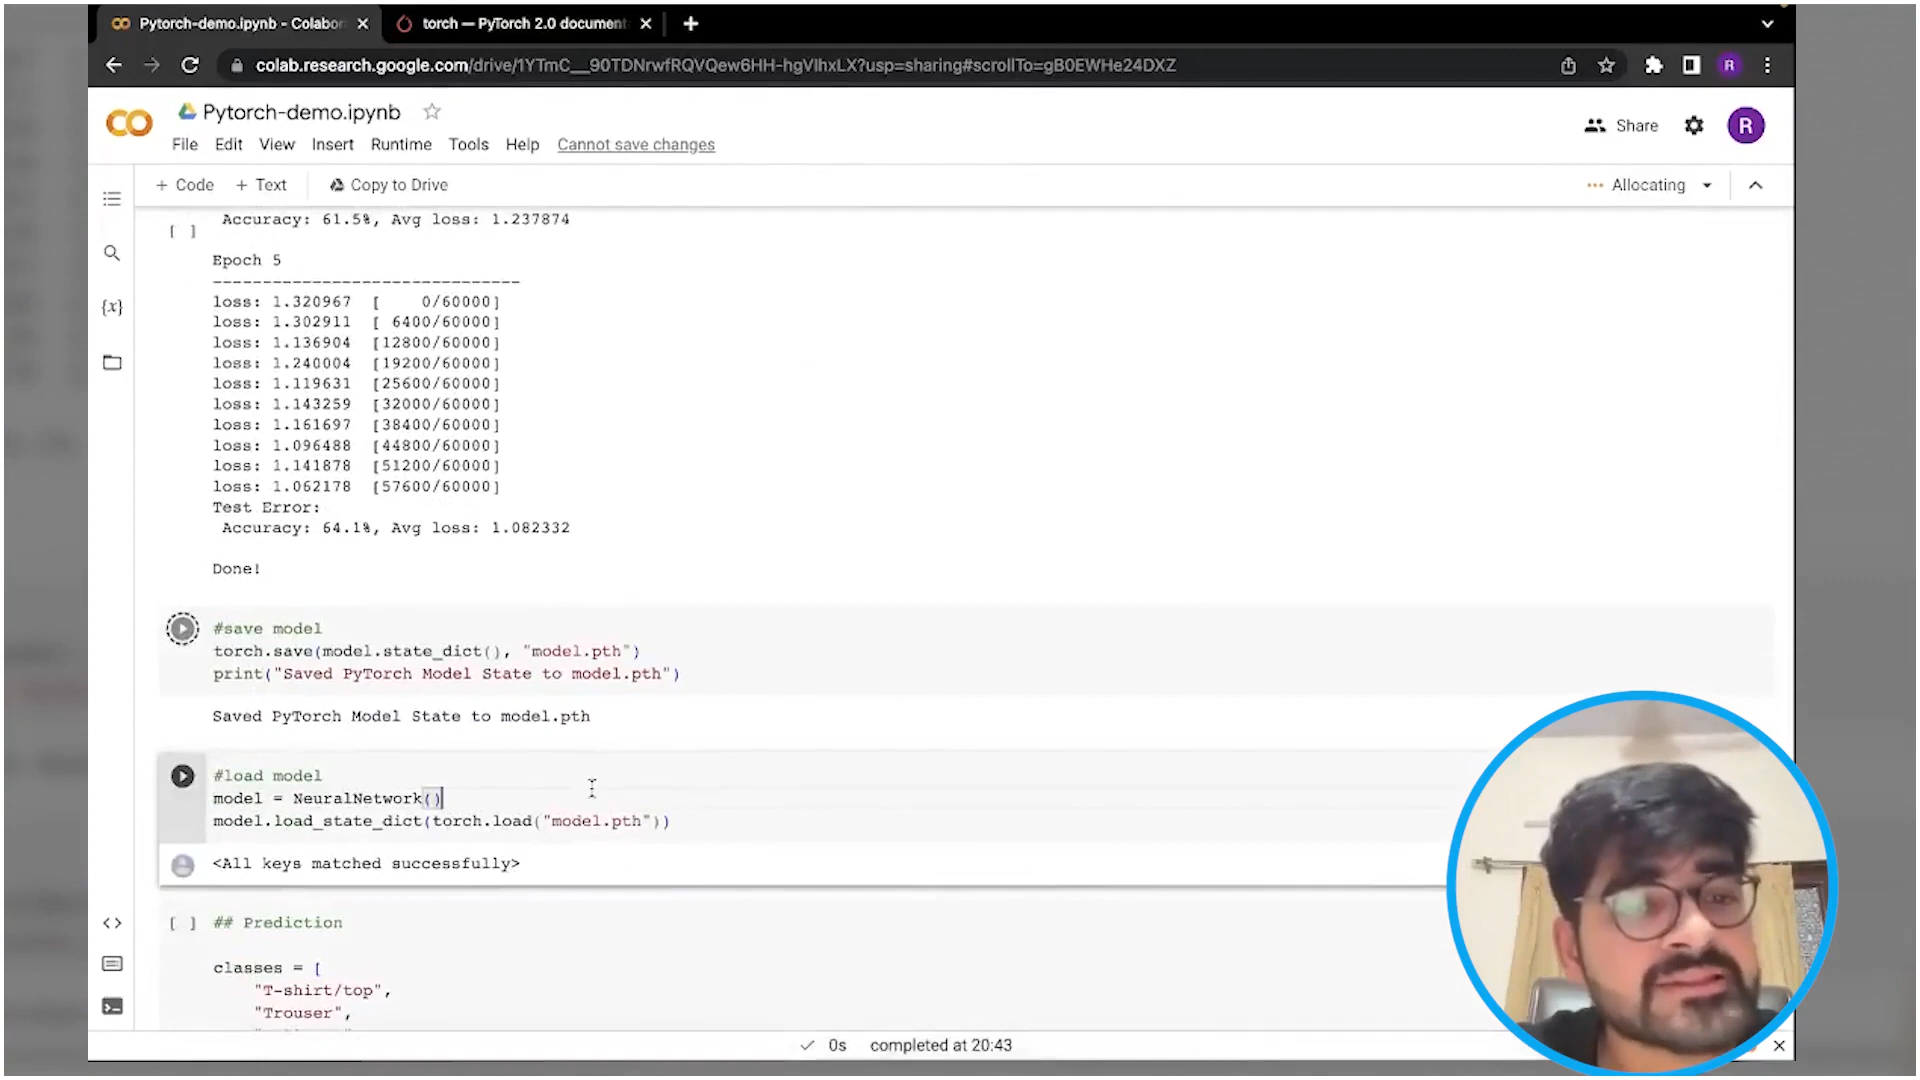 Pytorch-demo.ipynb - Colabor
torch — PyTorch 2.0 document
colab.research.google.com/drive/1YTmC__90TDNrwfRQVQew6HH-hgVlhxLX?usp=sharing#scrollTo=gB0EWHe24DXZ
R
CO
Pytorch-demo.ipynb
Share
R
File Edit View Insert Runtime Tools Help Cannot save changes
+ Code + Text Copy to Drive
Allocating
Accuracy: 61.5%, Avg loss: 1.237874
[ ]
Epoch 5
-------------------------------
loss: 1.320967 [ 0/60000]
loss: 1.302911 [ 6400/60000]
{x}
loss: 1.136904 [12800/60000]
loss: 1.240004 [19200/60000]
loss: 1.119631 [25600/60000]
loss: 1.143259 [32000/60000]
loss: 1.161697 [38400/60000]
loss: 1.096488 [44800/60000]
loss: 1.141878 [51200/60000]
loss: 1.062178 [57600/60000]
Test Error:
Accuracy: 64.1%, Avg loss: 1.082332
Done!
#save model
torch.save(model.state_dict(), "model.pth")
print("Saved PyTorch Model State to model.pth")
Saved PyTorch Model State to model.pth
#load model
model = NeuralNetwork()
model.load_state_dict(torch.load("model.pth"))
<All keys matched successfully>
[ ] ## Prediction
classes = [
"T-shirt/top",
"Trouser",
0s completed at 20:43